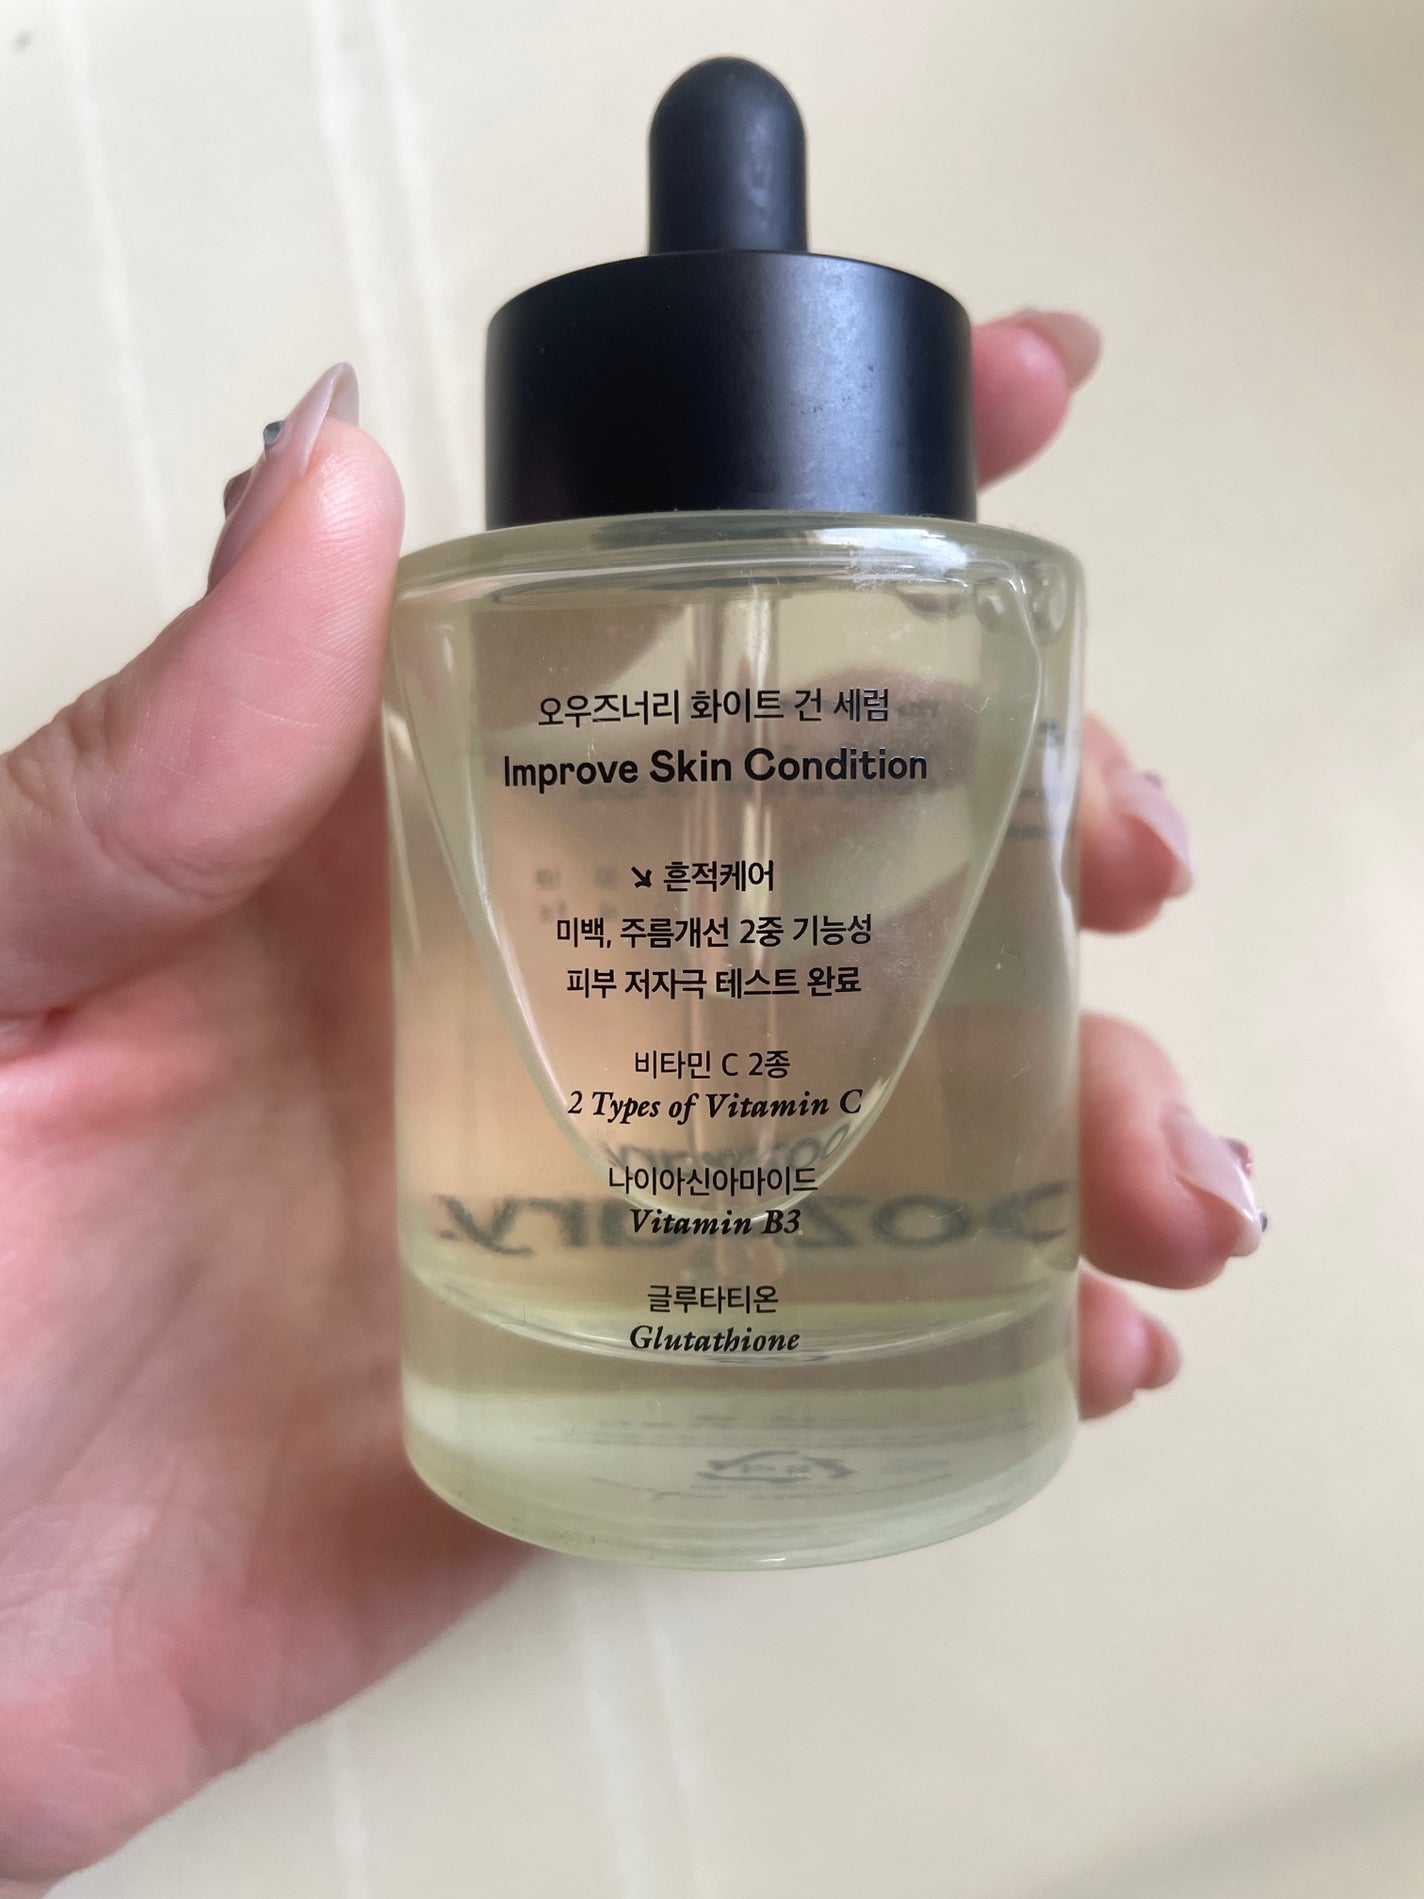 오우즈너리 화이트 건 세럼
Improve Skin Condition
↘ 흔적케어
미백, 주름개선 2중 기능성
피부 저자극 테스트 완료
비타민 C 2종
2 Types of Vitamin C
나이아신아마이드
Vitamin B3
글루타티온
Glutathione